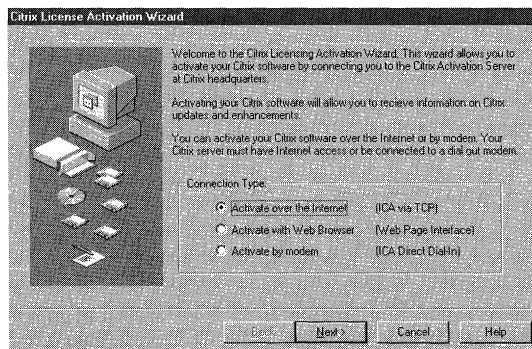 Citrix License Activation Wizard
Welcome to the Citrix Licensing Activation Wizard. This wizard allows you to
activate your Citrix software by connecting you to the Citrix Activation Server
at Citrix headquarters.
Activating your Citrix software will allow you to recieve information on Citrix
updates and enhancements.
You can activate your Citrix software over the Internet or by modem. Your
Citrix server must have Internet access or be connected to a dial out modem.
Connection Type:
Activate over the Internet (ICA via TCP)
Activate with Web Browser (Web Page Interface)
Activate by modem (ICA Direct Dial-In)
< Back Next > Cancel Help